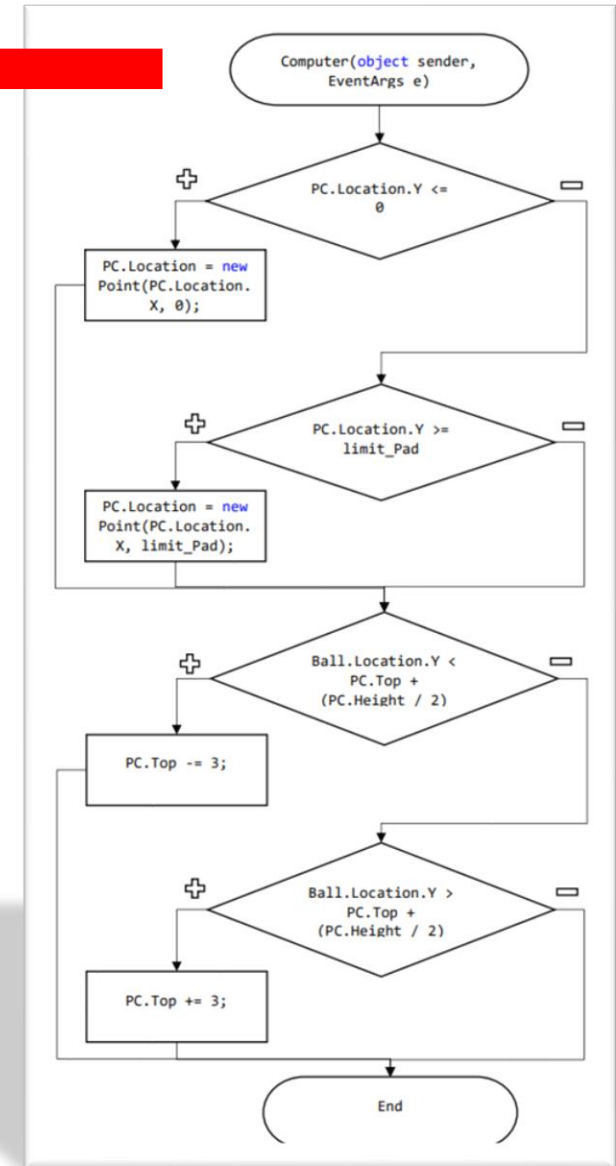 Computer(object sender,
EventArgs e)
PC.Location.Y <=
0
PC.Location = new
Point(PC.Location.
X, 0);
PC.Location.Y >=
limit_Pad
PC.Location = new
Point(PC.Location.
X, limit_Pad);
Ball.Location.Y <
PC.Top +
(PC.Height / 2)
PC.Top -= 3;
Ball.Location.Y >
PC.Top +
(PC.Height / 2)
PC.Top += 3;
End